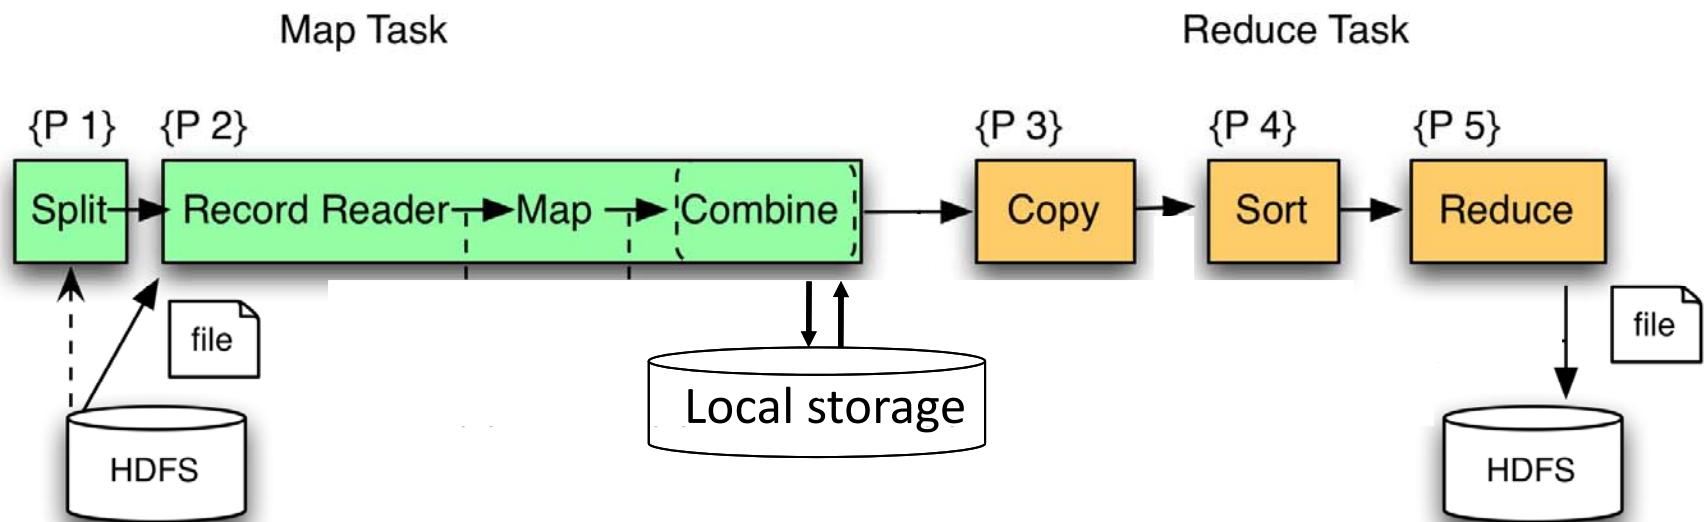 Map Task
Reduce Task
{P 1}
{P 2}
{P 3}
{P 4}
{P 5}
Split
Record Reader
Map
Combine
Copy
Sort
Reduce
file
file
Local storage
HDFS
HDFS